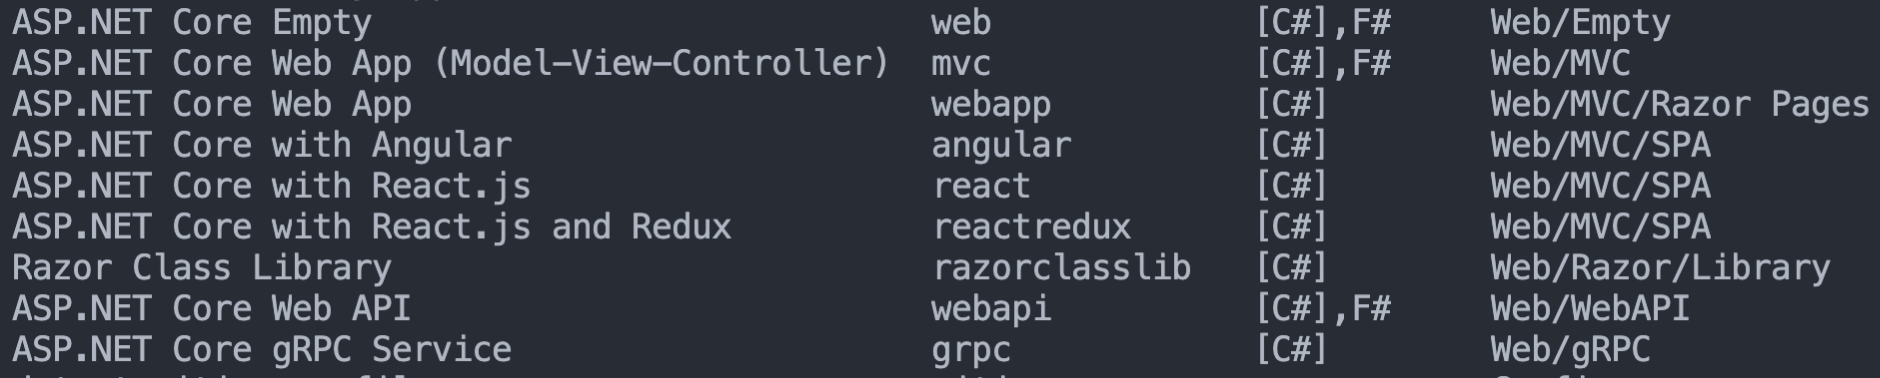 ASP.NET Core Empty web [C#],F# Web/Empty
ASP.NET Core Web App (Model-View-Controller) mvc [C#],F# Web/MVC
ASP.NET Core Web App webapp [C#] Web/MVC/Razor Pages
ASP.NET Core with Angular angular [C#] Web/MVC/SPA
ASP.NET Core with React.js react [C#] Web/MVC/SPA
ASP.NET Core with React.js and Redux reactredux [C#] Web/MVC/SPA
Razor Class Library razorclasslib [C#] Web/Razor/Library
ASP.NET Core Web API webapi [C#],F# Web/WebAPI
ASP.NET Core gRPC Service grpc [C#] Web/gRPC